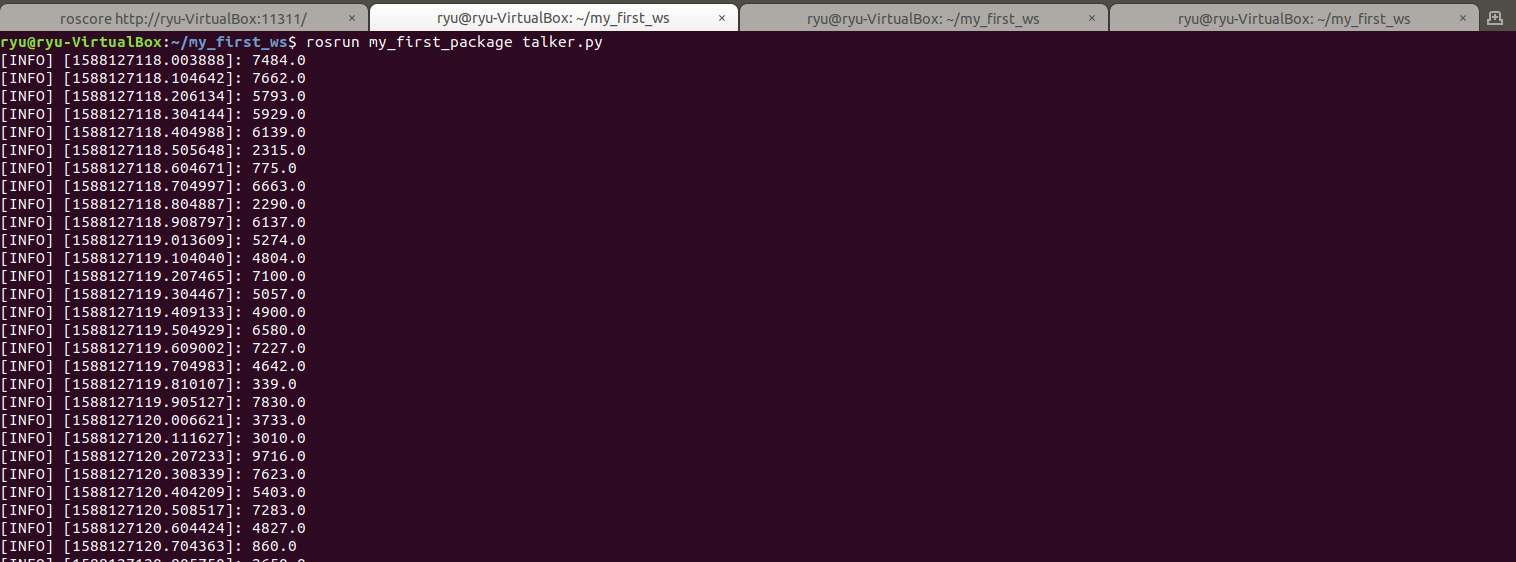 roscore http://ryu-VirtualBox:11311/ × ryu@ryu-VirtualBox: ~/my_first_ws × ryu@ryu-VirtualBox: ~/my_first_ws × ryu@ryu-VirtualBox: ~/my_first_ws ×
ryu@ryu-VirtualBox:~/my_first_ws$ rosrun my_first_package talker.py
[INFO] [1588127118.003888]: 7484.0
[INFO] [1588127118.104642]: 7662.0
[INFO] [1588127118.206134]: 5793.0
[INFO] [1588127118.304144]: 5929.0
[INFO] [1588127118.404988]: 6139.0
[INFO] [1588127118.505648]: 2315.0
[INFO] [1588127118.604671]: 775.0
[INFO] [1588127118.704997]: 6663.0
[INFO] [1588127118.804887]: 2290.0
[INFO] [1588127118.908797]: 6137.0
[INFO] [1588127119.013609]: 5274.0
[INFO] [1588127119.104040]: 4804.0
[INFO] [1588127119.207465]: 7100.0
[INFO] [1588127119.304467]: 5057.0
[INFO] [1588127119.409133]: 4900.0
[INFO] [1588127119.504929]: 6580.0
[INFO] [1588127119.609002]: 7227.0
[INFO] [1588127119.704983]: 4642.0
[INFO] [1588127119.810107]: 339.0
[INFO] [1588127119.905127]: 7830.0
[INFO] [1588127120.006621]: 3733.0
[INFO] [1588127120.111627]: 3010.0
[INFO] [1588127120.207233]: 9716.0
[INFO] [1588127120.308339]: 7623.0
[INFO] [1588127120.404209]: 5403.0
[INFO] [1588127120.508517]: 7283.0
[INFO] [1588127120.604424]: 4827.0
[INFO] [1588127120.704363]: 860.0
[INFO]